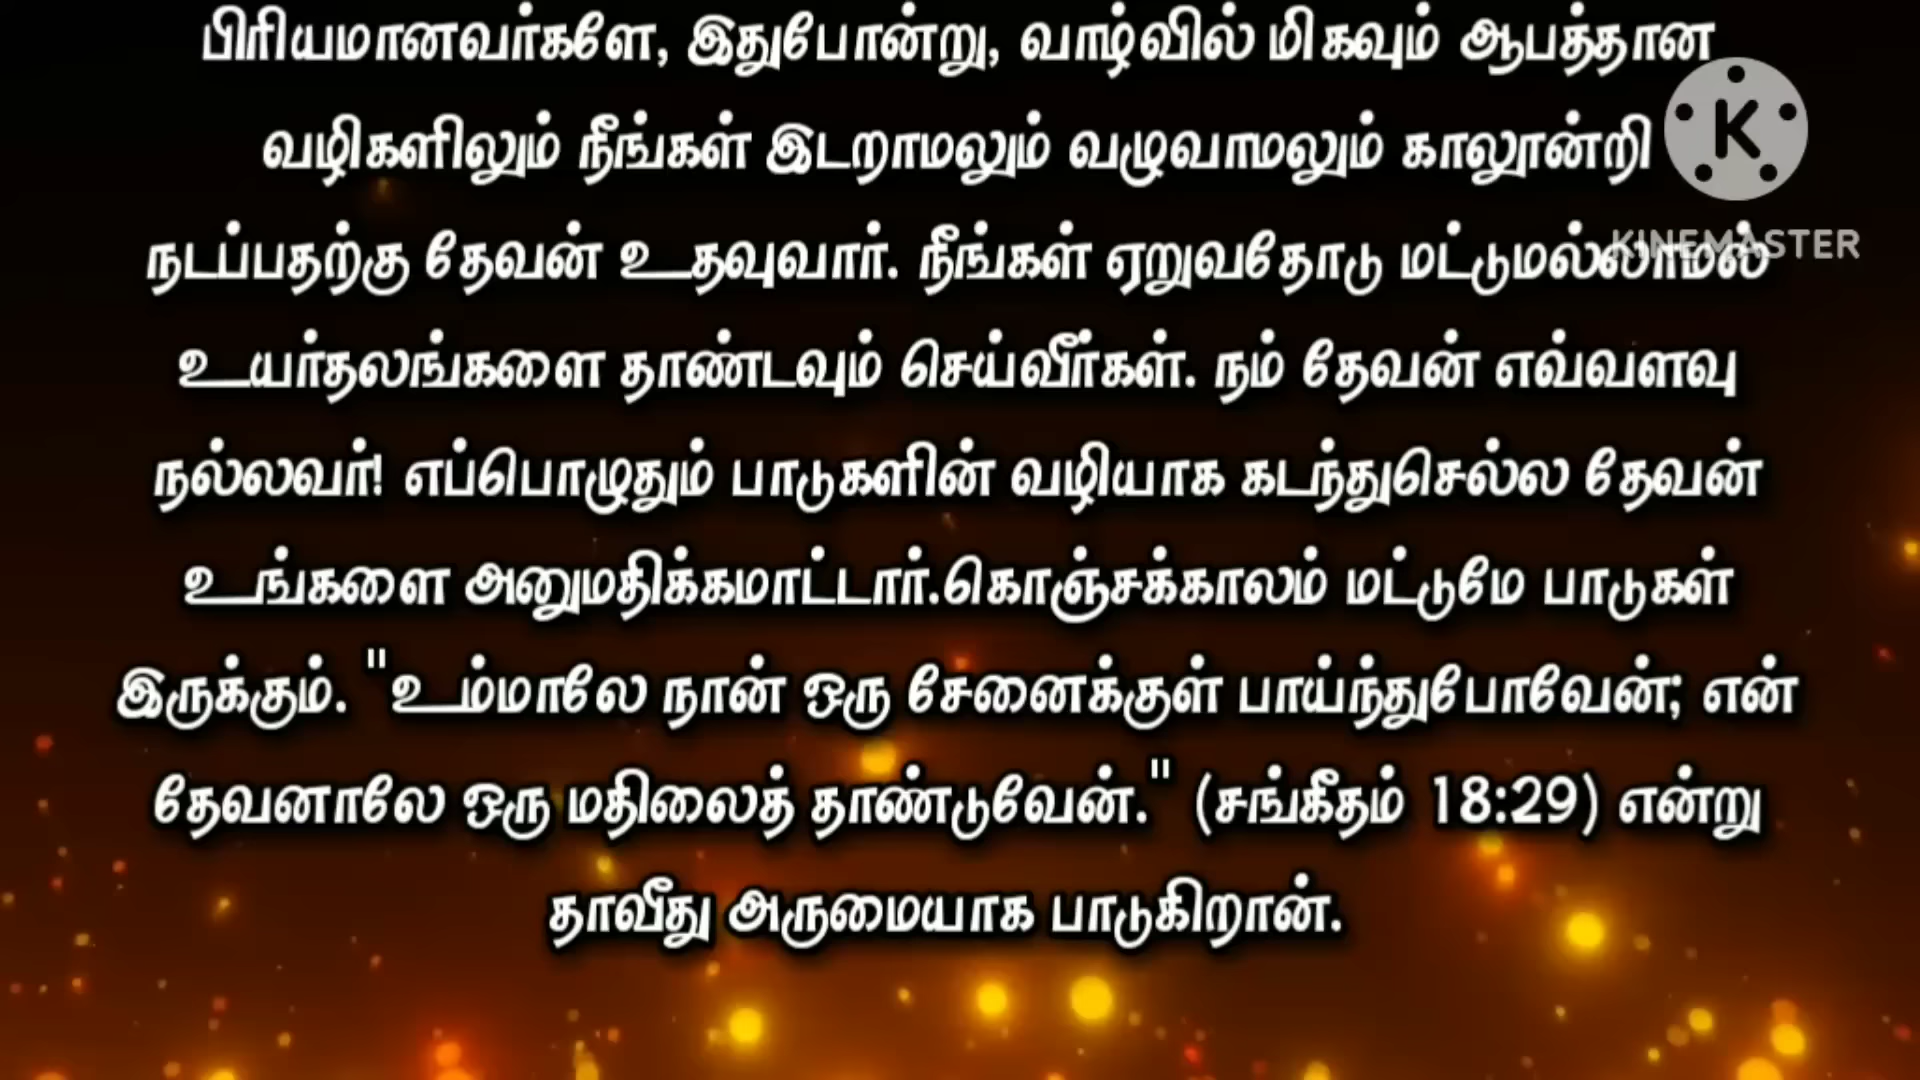 பிரியமானவர்களே, இதுபோன்று, வாழ்வில் மிகவும் ஆபத்தான
வழிகளிலும் நீங்கள் இடறாமலும் வழுவாமலும் காலூன்றி
நடப்பதற்கு தேவன் உதவுவார். நீங்கள் ஏறுவதோடு மட்டுமல்லாமல்
உயர்தலங்களை தாண்டவும் செய்வீர்கள். நம் தேவன் எவ்வளவு
நல்லவர்! எப்பொழுதும் பாடுகளின் வழியாக கடந்துசெல்ல தேவன்
உங்களை அனுமதிக்கமாட்டார்.கொஞ்சக்காலம் மட்டுமே பாடுகள்
இருக்கும். "உம்மாலே நான் ஒரு சேனைக்குள் பாய்ந்துபோவேன்; என்
தேவனாலே ஒரு மதிலைத் தாண்டுவேன்." (சங்கீதம் 18:29) என்று
தாவீது அருமையாக பாடுகிறான்.
K
KINEMASTER